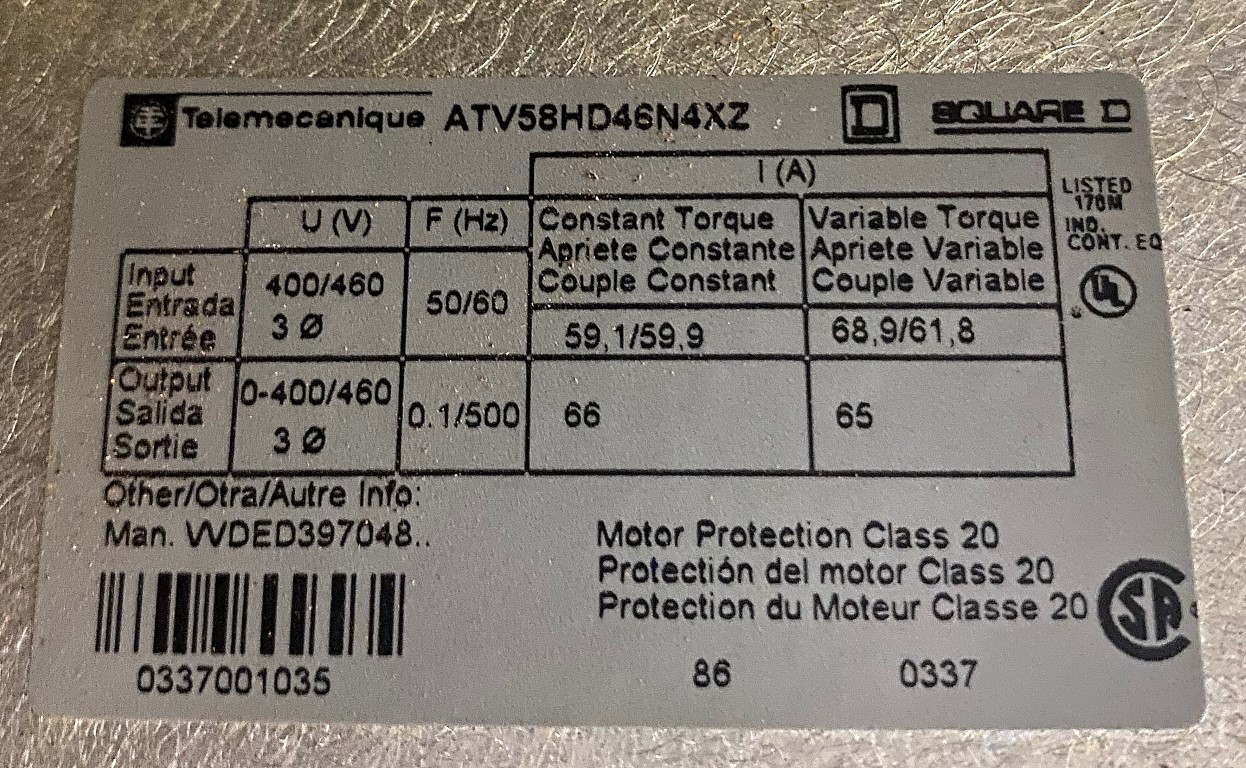 Telemecanique ATV58HD46N4XZ D SQUARE D
I (A)
U (V) F (Hz) Constant Torque Variable Torque
Apriete Constante Apriete Variable
Couple Constant Couple Variable
LISTED
170M
IND.
CONT. EQ
UL
Input
Entrada
Entrée
400/460
3 Ø
50/60
59,1/59,9
68,9/61,8
Output
Salida
Sortie
0-400/460
3 Ø
0.1/500
66
65
Other/Otra/Autre Info:
Man. VVDED397048..
Motor Protection Class 20
Protectión del motor Class 20
Protection du Moteur Classe 20
SA
0337001035
86
0337